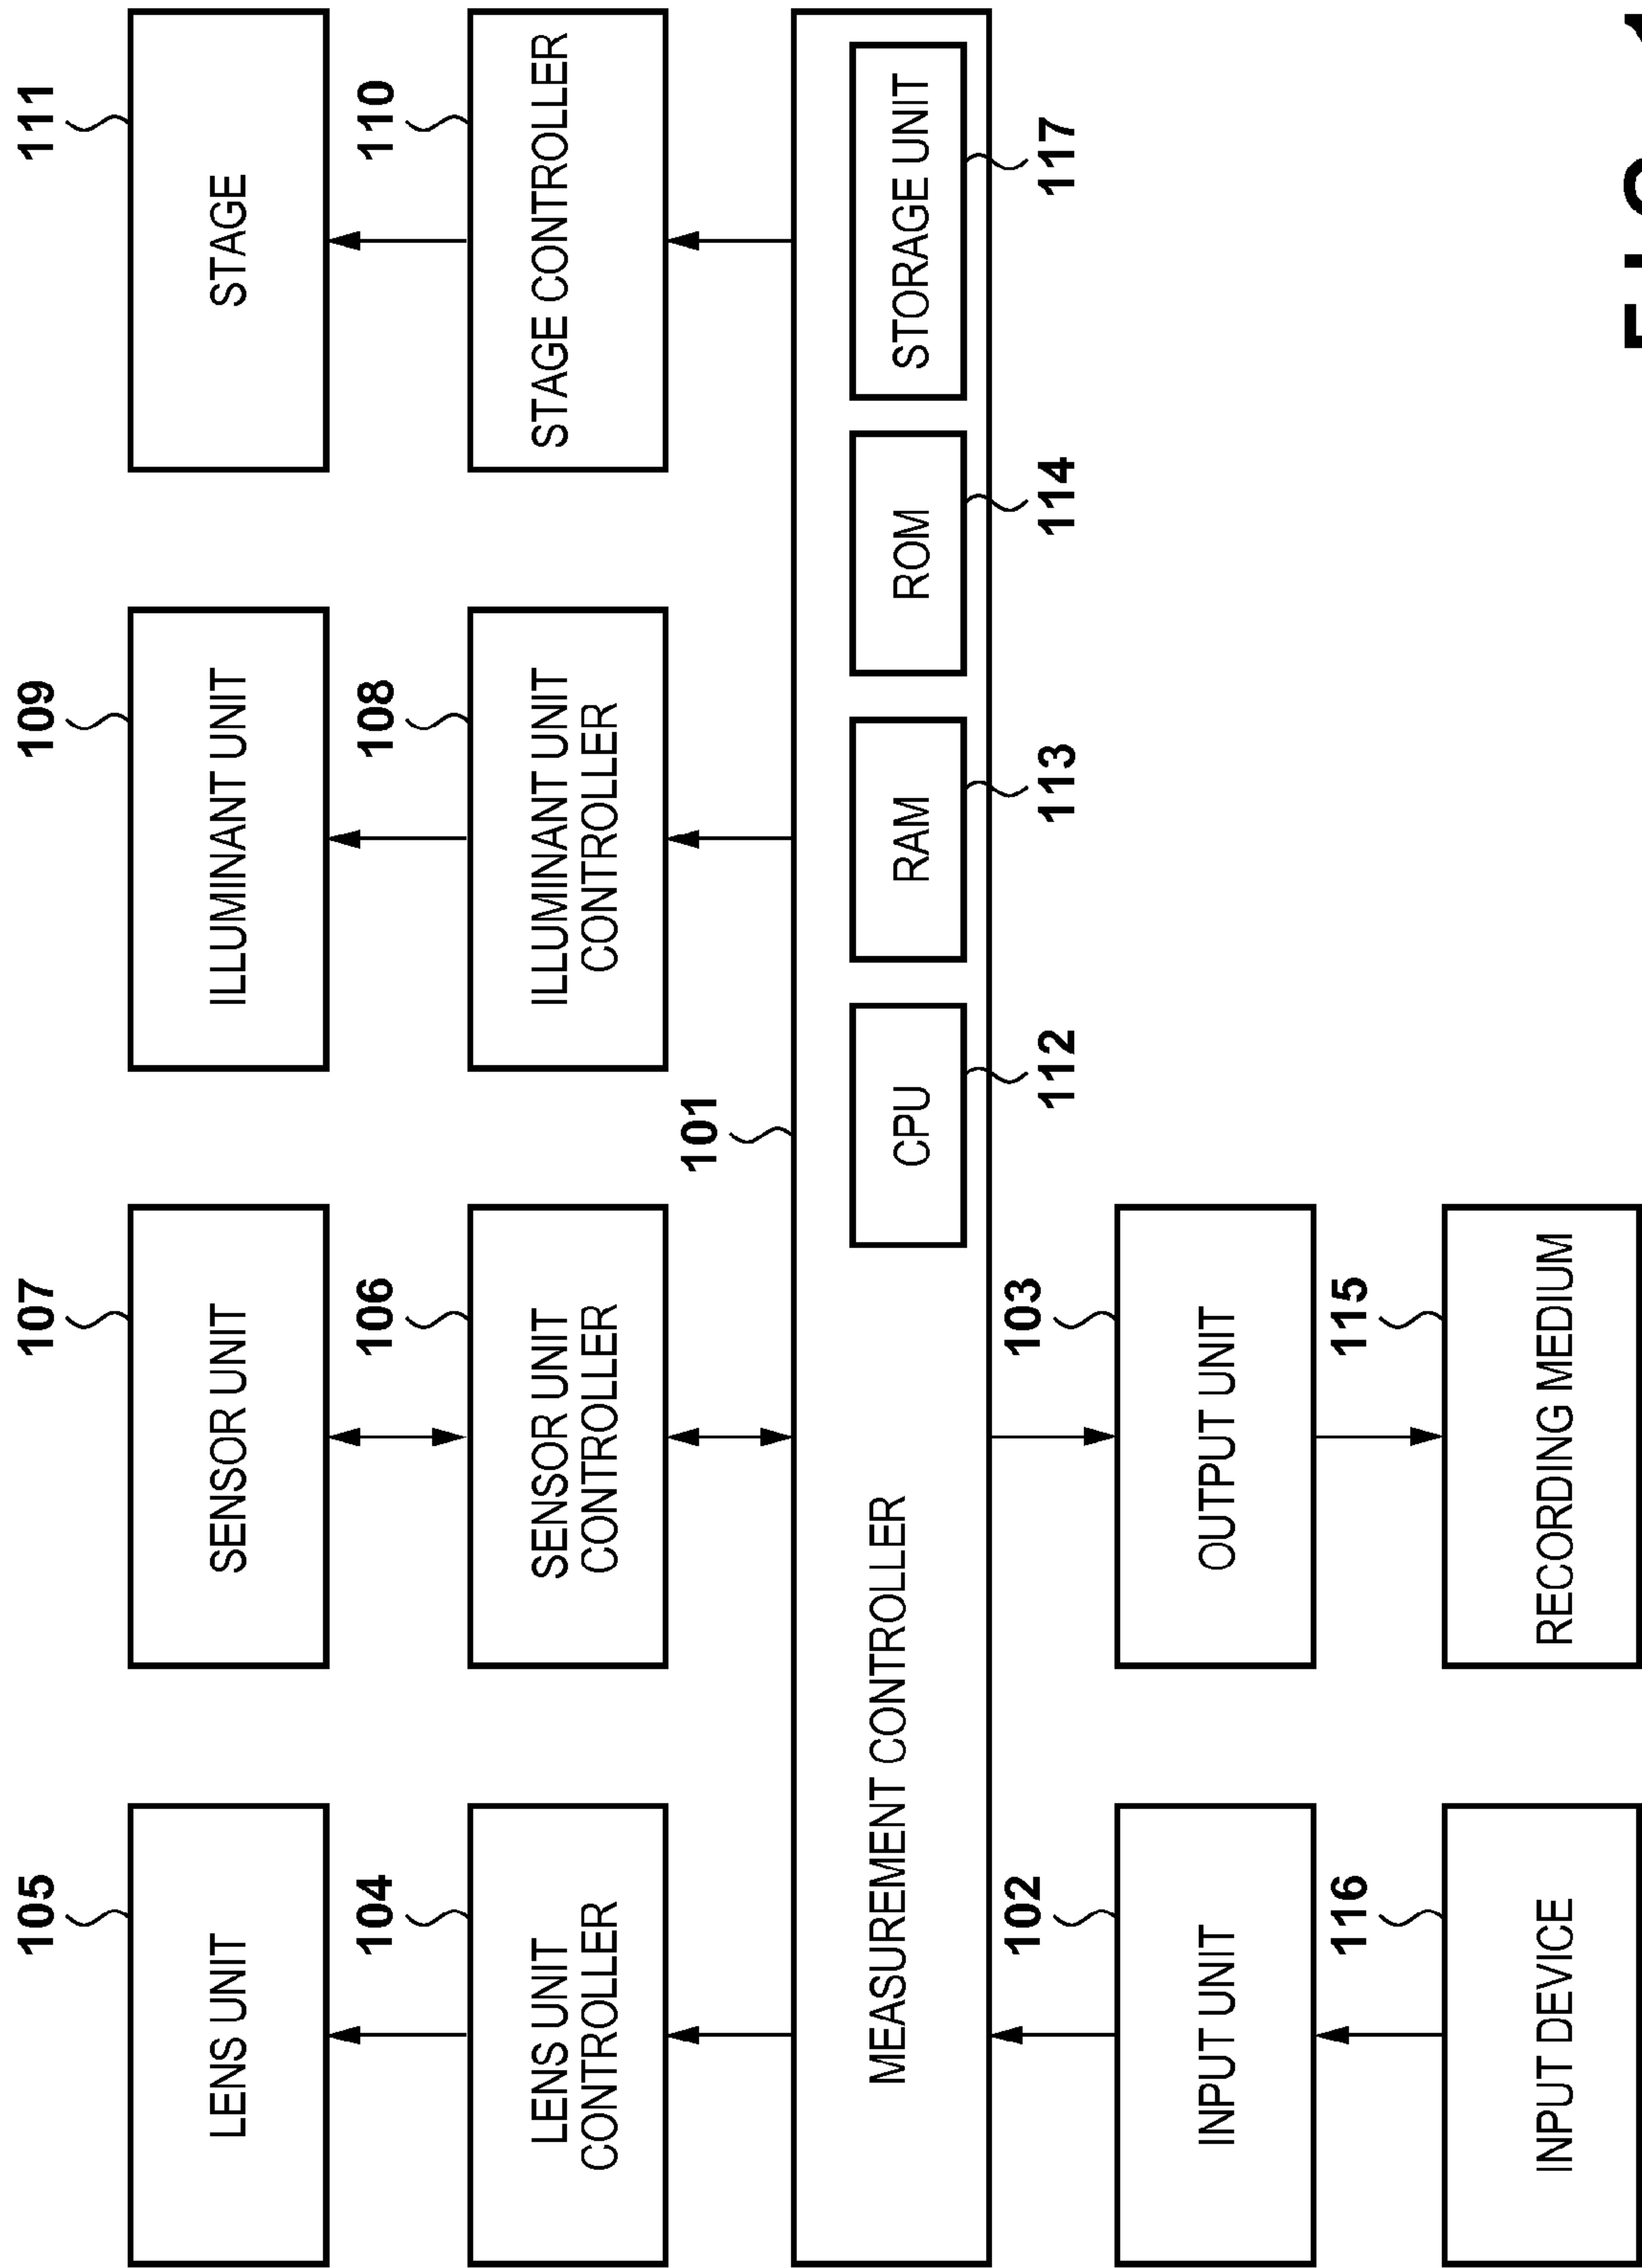 105
107
109
111
LENS UNIT
SENSOR UNIT
ILLUMINANT UNIT
STAGE
104
106
108
110
LENS UNIT
CONTROLLER
SENSOR UNIT
CONTROLLER
ILLUMINANT UNIT
CONTROLLER
STAGE CONTROLLER
101
MEASUREMENT CONTROLLER
CPU
RAM
ROM
STORAGE UNIT
102
103
112
113
114
117
INPUT UNIT
OUTPUT UNIT
116
115
INPUT DEVICE
RECORDING MEDIUM